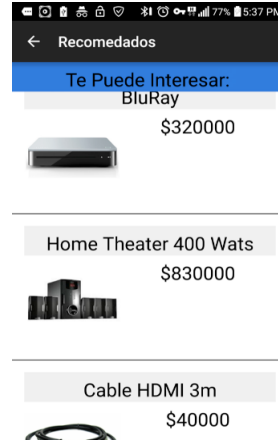 77% 5:37 PM
Recomedados
Te Puede Interesar:
BluRay
$320000
Home Theater 400 Wats
$830000
Cable HDMI 3m
$40000